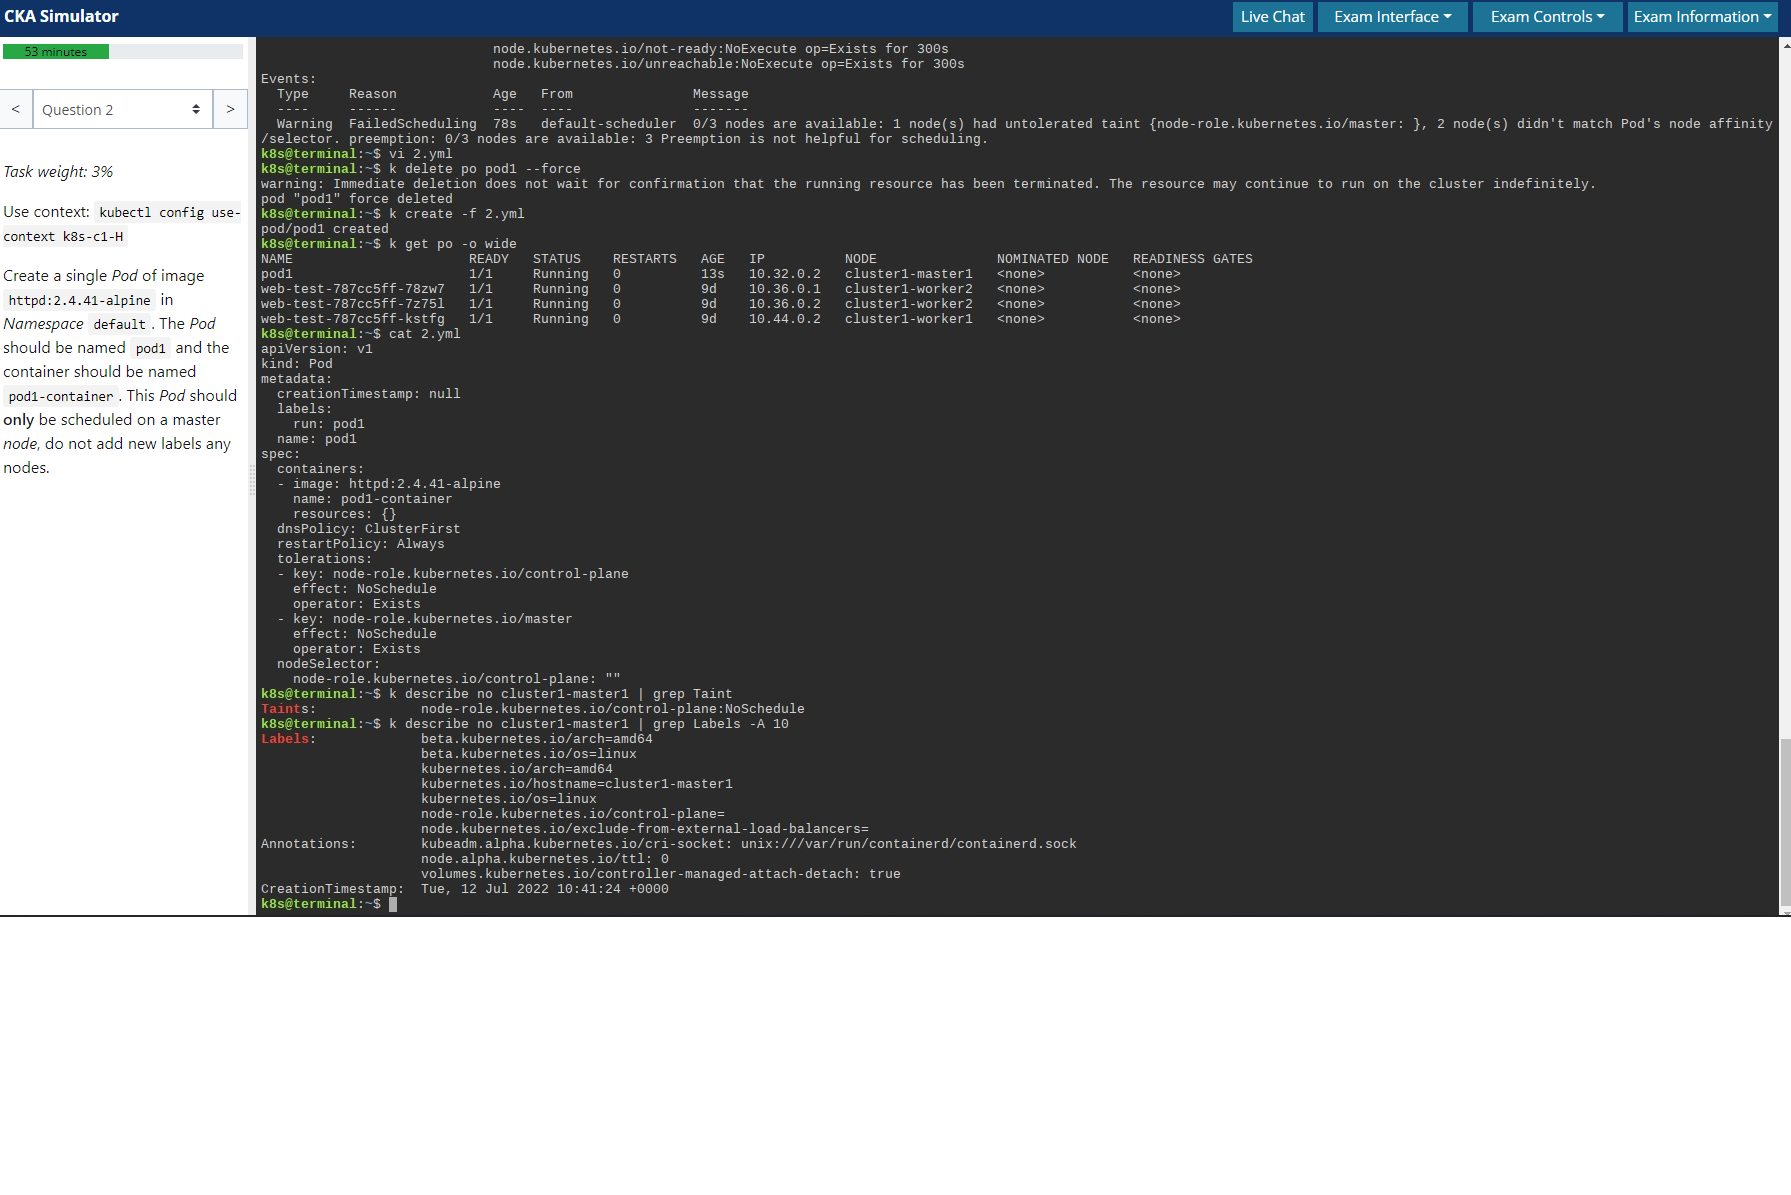 CKA Simulator
Live Chat
Exam Interface
Exam Controls
Exam Information
53 minutes
<
Question 2
>
Task weight: 3%
Use context: kubectl config use-
context k8s-c1-H
Create a single Pod of image
httpd:2.4.41-alpine in
Namespace default. The Pod
should be named pod1 and the
container should be named
pod1-container. This Pod should
only be scheduled on a master
node, do not add new labels any
nodes.
node.kubernetes.io/not-ready:NoExecute op=Exists for 300s
node.kubernetes.io/unreachable:NoExecute op=Exists for 300s
Events:
  Type     Reason            Age   From               Message
  ----     ------            ----  ----               -------
  Warning  FailedScheduling  78s   default-scheduler  0/3 nodes are available: 1 node(s) had untolerated taint {node-role.kubernetes.io/master: }, 2 node(s) didn't match Pod's node affinity
/selector. preemption: 0/3 nodes are available: 3 Preemption is not helpful for scheduling.
k8s@terminal:~$ vi 2.yml
k8s@terminal:~$ k delete po pod1 --force
warning: Immediate deletion does not wait for confirmation that the running resource has been terminated. The resource may continue to run on the cluster indefinitely.
pod "pod1" force deleted
k8s@terminal:~$ k create -f 2.yml
pod/pod1 created
k8s@terminal:~$ k get po -o wide
NAME                      READY   STATUS    RESTARTS   AGE   IP          NODE               NOMINATED NODE   READINESS GATES
pod1                      1/1     Running   0          13s   10.32.0.2   cluster1-master1   <none>           <none>
web-test-787cc5ff-78zw7   1/1     Running   0          9d    10.36.0.1   cluster1-worker2   <none>           <none>
web-test-787cc5ff-7z75l   1/1     Running   0          9d    10.36.0.2   cluster1-worker2   <none>           <none>
web-test-787cc5ff-kstfg   1/1     Running   0          9d    10.44.0.2   cluster1-worker1   <none>           <none>
k8s@terminal:~$ cat 2.yml
apiVersion: v1
kind: Pod
metadata:
  creationTimestamp: null
  labels:
    run: pod1
  name: pod1
spec:
  containers:
  - image: httpd:2.4.41-alpine
    name: pod1-container
    resources: {}
  dnsPolicy: ClusterFirst
  restartPolicy: Always
  tolerations:
  - key: node-role.kubernetes.io/control-plane
    effect: NoSchedule
    operator: Exists
  - key: node-role.kubernetes.io/master
    effect: NoSchedule
    operator: Exists
  nodeSelector:
    node-role.kubernetes.io/control-plane: ""
k8s@terminal:~$ k describe no cluster1-master1 | grep Taint
Taints:             node-role.kubernetes.io/control-plane:NoSchedule
k8s@terminal:~$ k describe no cluster1-master1 | grep Labels -A 10
Labels:             beta.kubernetes.io/arch=amd64
                    beta.kubernetes.io/os=linux
                    kubernetes.io/arch=amd64
                    kubernetes.io/hostname=cluster1-master1
                    kubernetes.io/os=linux
                    node-role.kubernetes.io/control-plane=
                    node.kubernetes.io/exclude-from-external-load-balancers=
Annotations:        kubeadm.alpha.kubernetes.io/cri-socket: unix:///var/run/containerd/containerd.sock
                    node.alpha.kubernetes.io/ttl: 0
                    volumes.kubernetes.io/controller-managed-attach-detach: true
CreationTimestamp:  Tue, 12 Jul 2022 10:41:24 +0000
k8s@terminal:~$